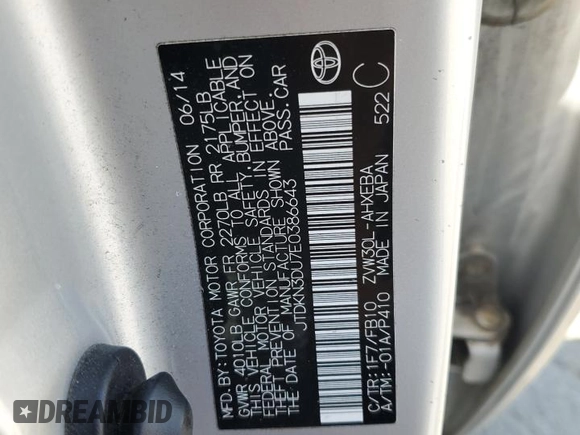 MFD.BY: TOYOTA MOTOR CORPORATION 06/14
GVWR 4010LB GAWR FR 2270LB RR 2175LB
THIS VEHICLE CONFORMS TO ALL APPLICABLE
FEDERAL MOTOR VEHICLE SAFETY, BUMPER, AND
THEFT PREVENTION STANDARDS IN EFFECT ON
THE DATE OF MANUFACTURE SHOWN ABOVE.
JTDKN3DU7E0386643 PASS.CAR
C/TR:1F7/FB10 ZVW30L-AHXEBA
A/TM:-01A/P410 MADE IN JAPAN 522 C
DREAMBID